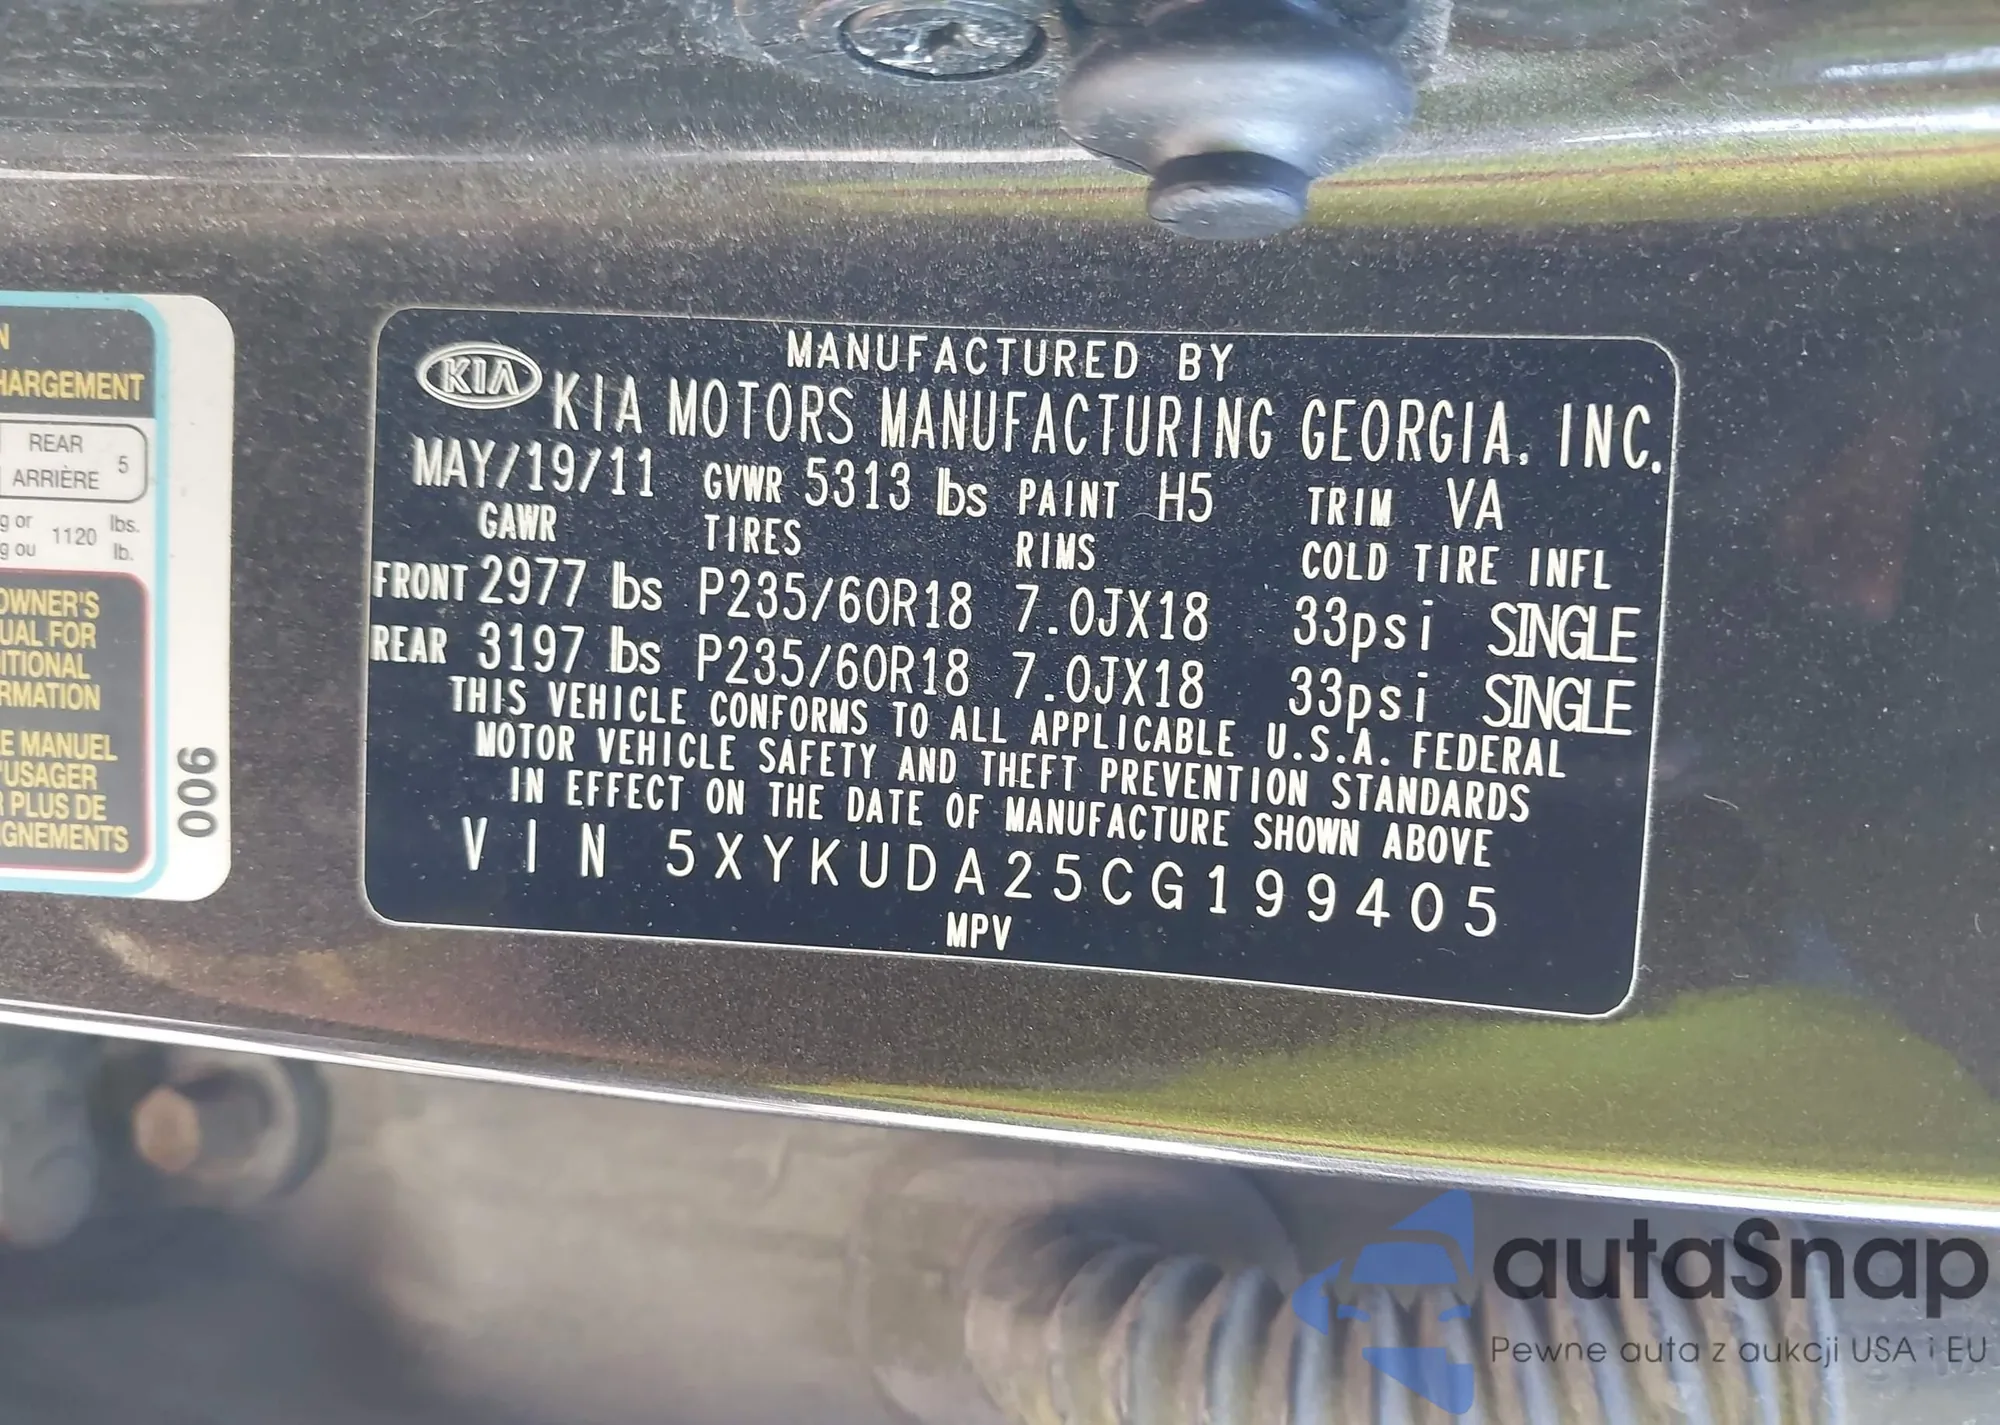 N
HARGEMENT
REAR
ARRIÈRE 5
g or 1120 lbs.
g ou lb.
OWNER'S
UAL FOR
ITIONAL
RMATION
E MANUEL
'USAGER
R PLUS DE
IGNEMENTS
006
MANUFACTURED BY
KIA KIA MOTORS MANUFACTURING GEORGIA, INC.
MAY/19/11 GVWR 5313 lbs PAINT H5 TRIM VA
GAWR TIRES RIMS COLD TIRE INFL
FRONT 2977 lbs P235/60R18 7.0JX18 33psi SINGLE
REAR 3197 lbs P235/60R18 7.0JX18 33psi SINGLE
THIS VEHICLE CONFORMS TO ALL APPLICABLE U.S.A. FEDERAL
MOTOR VEHICLE SAFETY AND THEFT PREVENTION STANDARDS
IN EFFECT ON THE DATE OF MANUFACTURE SHOWN ABOVE
VIN 5XYKUDA25CG199405
MPV
autaSnap
Pewne auta z aukcji USA i EU